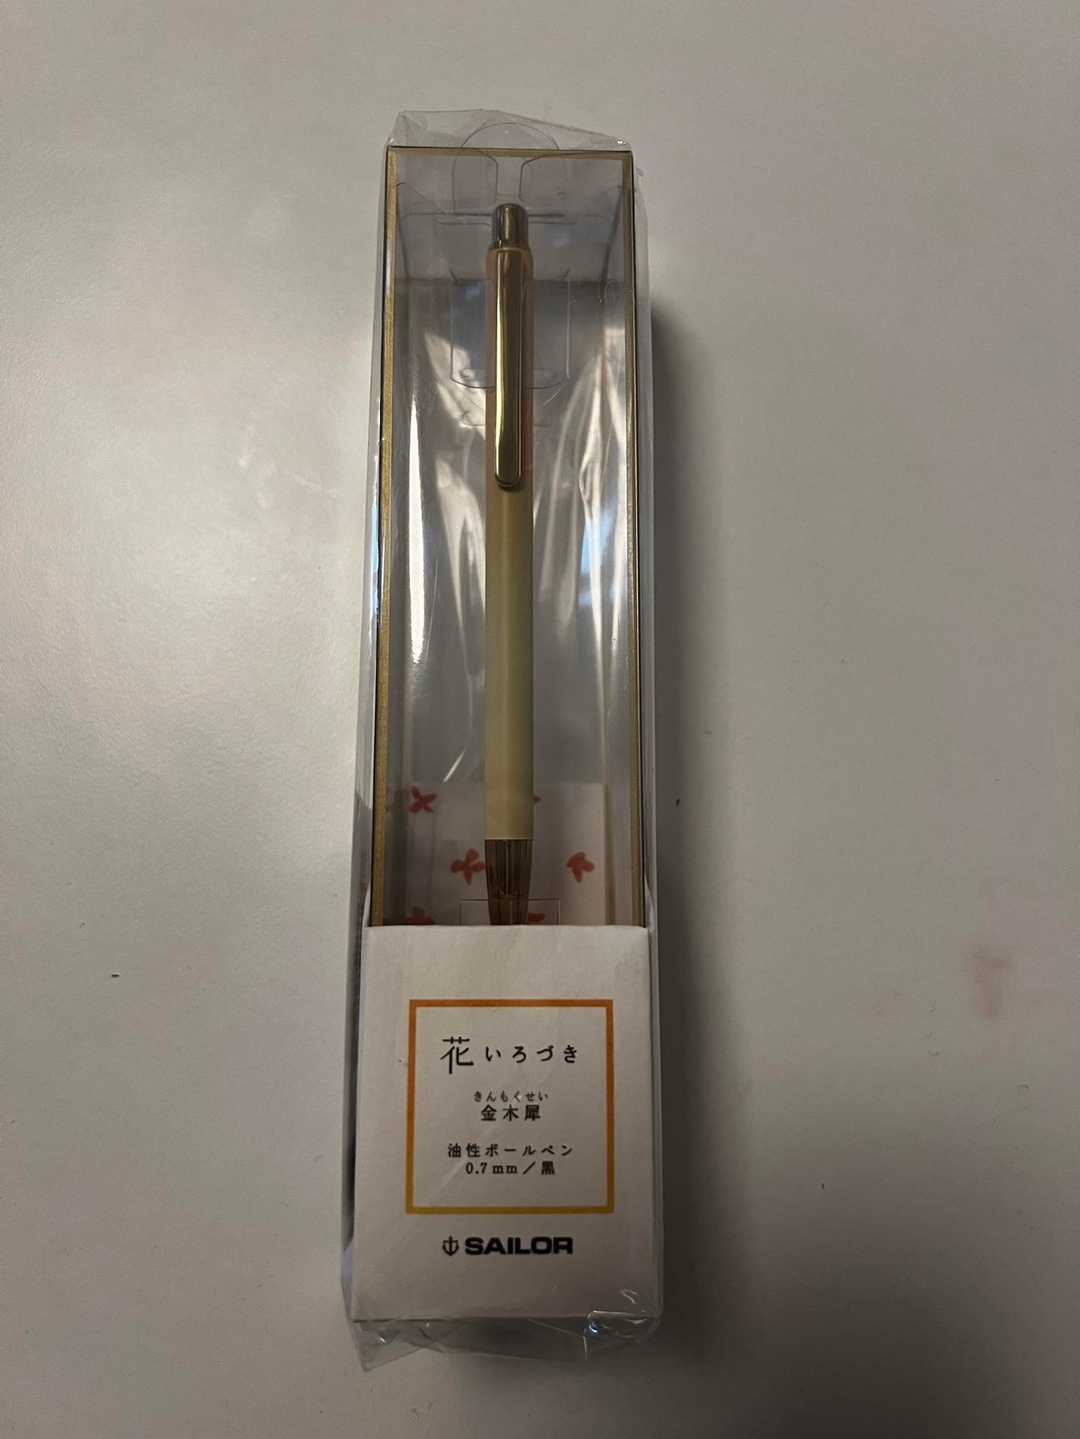 花いろづき
きんもくせい
金木犀
油性ボールペン
0.7mm／黒
SAILOR